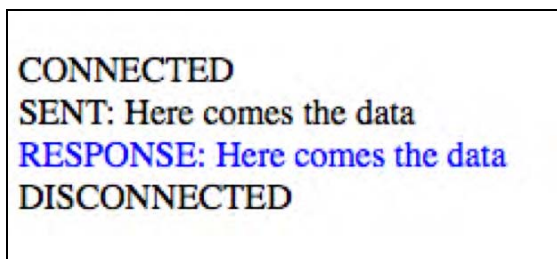 CONNECTED
SENT: Here comes the data
RESPONSE: Here comes the data
DISCONNECTED